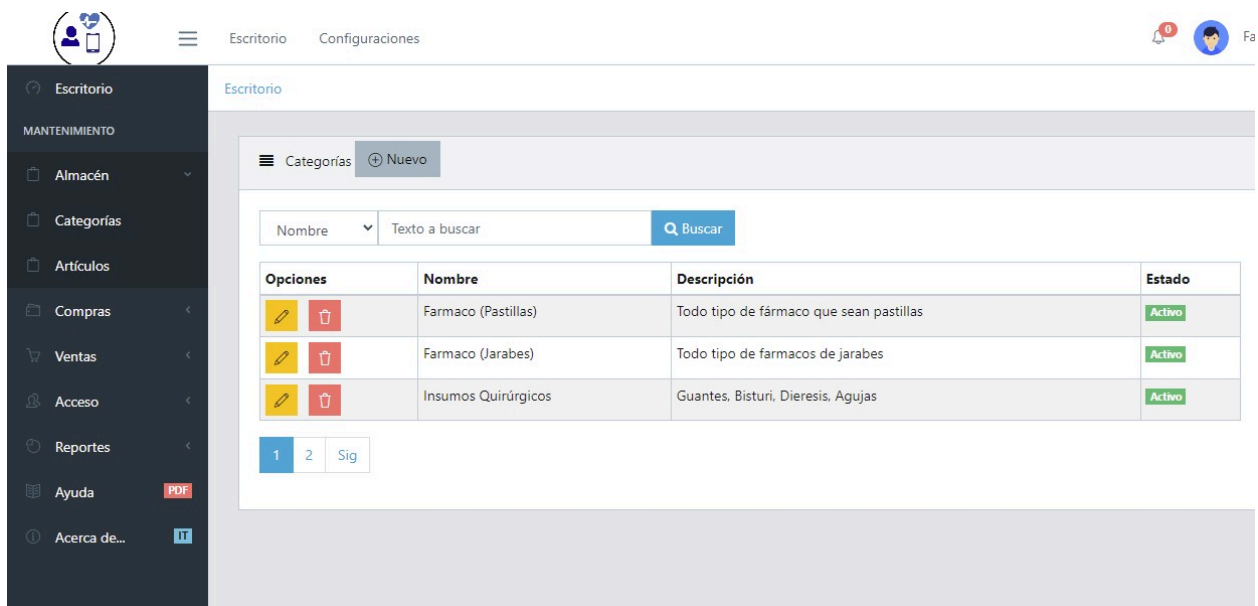 Escritorio Configuraciones 0 Fa
Escritorio
Escritorio
MANTENIMIENTO
Almacén
Categorías
Artículos
Compras
Ventas
Acceso
Reportes
Ayuda PDF
Acerca de... IT
Categorías Nuevo
Nombre Texto a buscar Buscar
Opciones Nombre Descripción Estado
Farmaco (Pastillas) Todo tipo de fármaco que sean pastillas Activo
Farmaco (Jarabes) Todo tipo de farmacos de jarabes Activo
Insumos Quirúrgicos Guantes, Bisturi, Dieresis, Agujas Activo
1 2 Sig